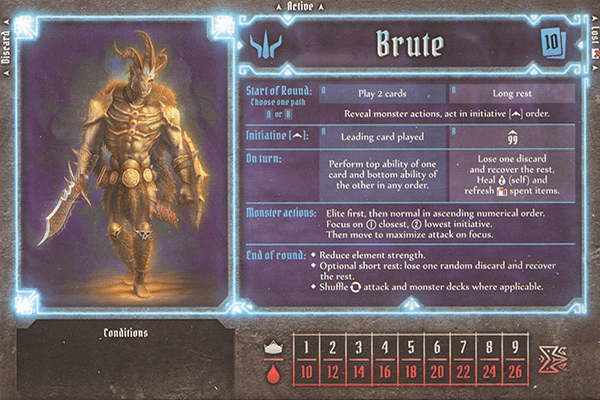 Active
Discard
Lost
Brute
10
Start of Round:
Choose one path
A or B
A Play 2 cards
B Long rest
Reveal monster actions, act in initiative [ ] order.
Initiative [ ]:
A Leading card played
B 99
On turn:
Perform top ability of one
card and bottom ability of
the other in any order.
Lose one discard
and recover the rest,
Heal 2 (self) and
refresh spent items.
Monster actions:
Elite first, then normal in ascending numerical order.
Focus on 1 closest, 2 lowest initiative.
Then move to maximize attack on focus.
End of round:
◆ Reduce element strength.
◆ Optional short rest: lose one random discard and recover
the rest.
◆ Shuffle attack and monster decks where applicable.
Conditions
1 2 3 4 5 6 7 8 9
10 12 14 16 18 20 22 24 26